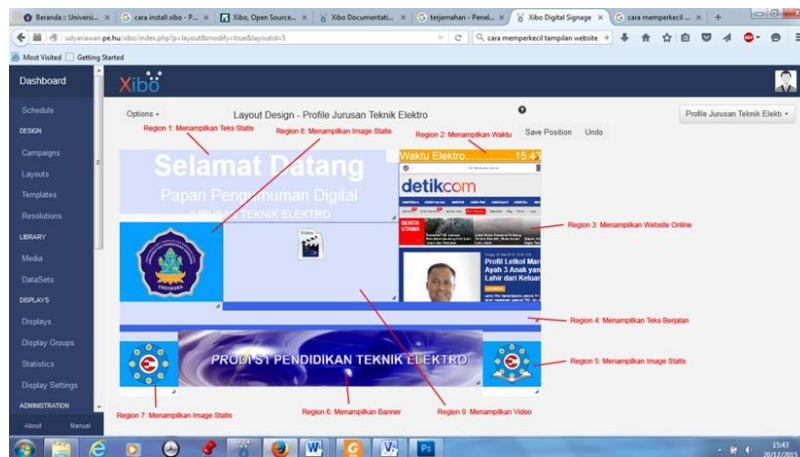 Beranda :: Universi...
cara install xibo - P...
Xibo, Open Source...
Xibo Documentati...
terjemahan - Penel...
Xibo Digital Signage
cara memperkecil ...
udyariawan.pe.hu/xibo/index.php?p=layout&modify=true&layoutid=5
cara memperkecil tampilan website
Most Visited
Getting Started
Dashboard
Xibo
Schedule
DESIGN
Campaigns
Layouts
Templates
Resolutions
LIBRARY
Media
DataSets
DISPLAYS
Displays
Display Groups
Statistics
Display Settings
ADMINISTRATION
About
Manual
Options
Layout Design - Profile Jurusan Teknik Elektro
Profile Jurusan Teknik Elekt
Save Position
Undo
Region 1: Menampilkan Teks Statis
Region 8: Menampilkan Image Statis
Region 2: Menampilkan Waktu
Selamat Datang
Papan Pengumuman Digital
JURUSAN TEKNIK ELEKTRO
Waktu Elektro
15:43
detikcom
BERITA UTAMA
Profil Letkol
Ayah 3 Anak yan
Lahir dari Keluar
Video
UNDIKSHA
Region 3: Menampilkan Website Online
Region 4: Menampilkan Teks Berjalan
PRODI S1 PENDIDIKAN TEKNIK ELEKTRO
Region 5: Menampilkan Image Statis
Region 7: Menampilkan Image Statis
Region 6: Menampilkan Banner
Region 9: Menampilkan Video
15:43
20/12/2015